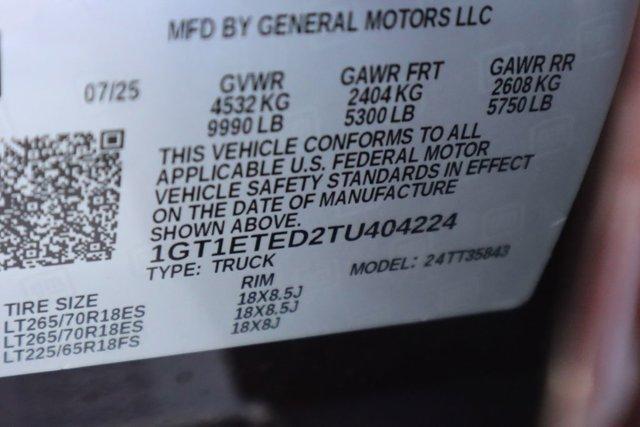 MFD BY GENERAL MOTORS LLC
07/25 GVWR GAWR FRT GAWR RR
4532 KG 2404 KG 2608 KG
9990 LB 5300 LB 5750 LB
THIS VEHICLE CONFORMS TO ALL
APPLICABLE U.S. FEDERAL MOTOR
VEHICLE SAFETY STANDARDS IN EFFECT
ON THE DATE OF MANUFACTURE
SHOWN ABOVE.
1GT1ETED2TU404224
TYPE: TRUCK MODEL: 24TT35843
TIRE SIZE RIM
LT265/70R18ES 18X8.5J
LT265/70R18ES 18X8.5J
LT225/65R18FS 18X8J